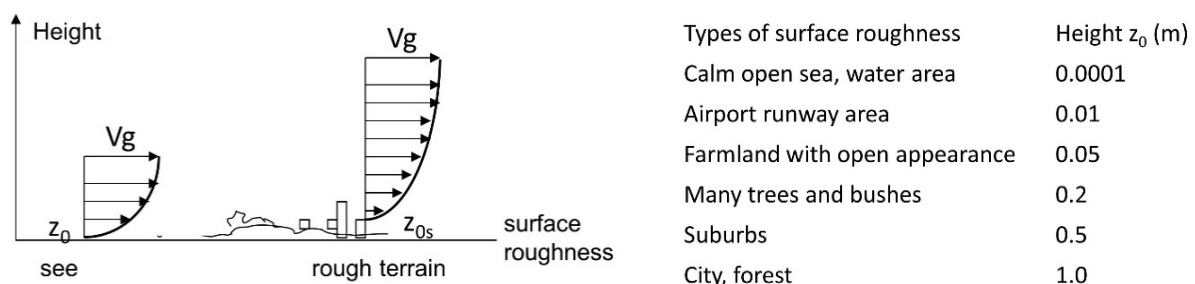 Height
Vg
Vg
z0
z0s
surface
roughness
see
rough terrain
Types of surface roughness Height z0 (m)
Calm open sea, water area 0.0001
Airport runway area 0.01
Farmland with open appearance 0.05
Many trees and bushes 0.2
Suburbs 0.5
City, forest 1.0